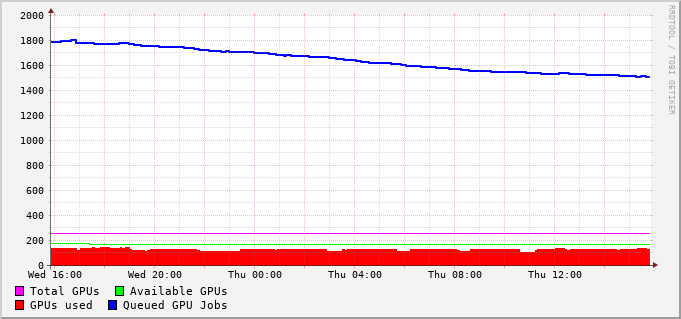 2000
1800
1600
1400
1200
1000
800
600
400
200
0
Wed 16:00 Wed 20:00 Thu 00:00 Thu 04:00 Thu 08:00 Thu 12:00
Total GPUs Available GPUs
GPUs used Queued GPU Jobs
RRDTOOL / TOBI OETIKER